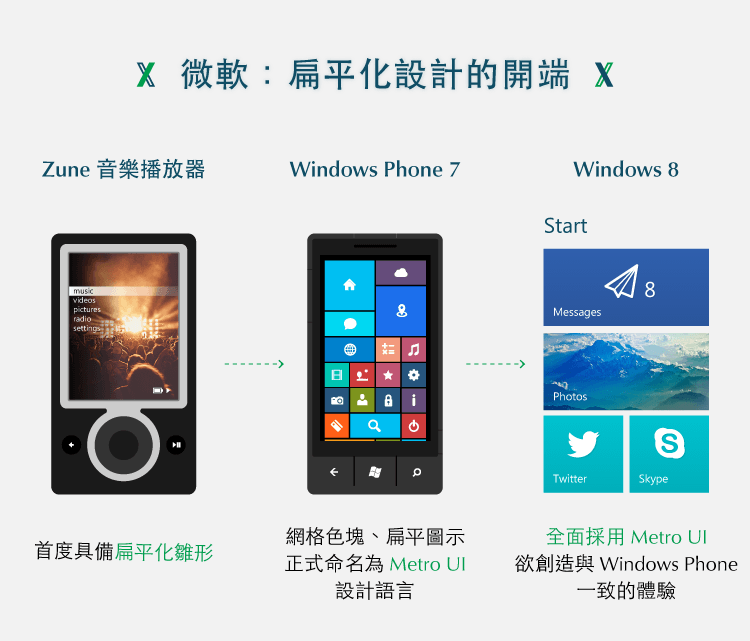 微軟：扁平化設計的開端
Zune 音樂播放器
Windows Phone 7
Windows 8
music
videos
pictures
radio
settings
Start
8
Messages
Photos
Twitter
Skype
首度具備扁平化雛形
網格色塊、扁平圖示
正式命名為 Metro UI
設計語言
全面採用 Metro UI
欲創造與 Windows Phone
一致的體驗